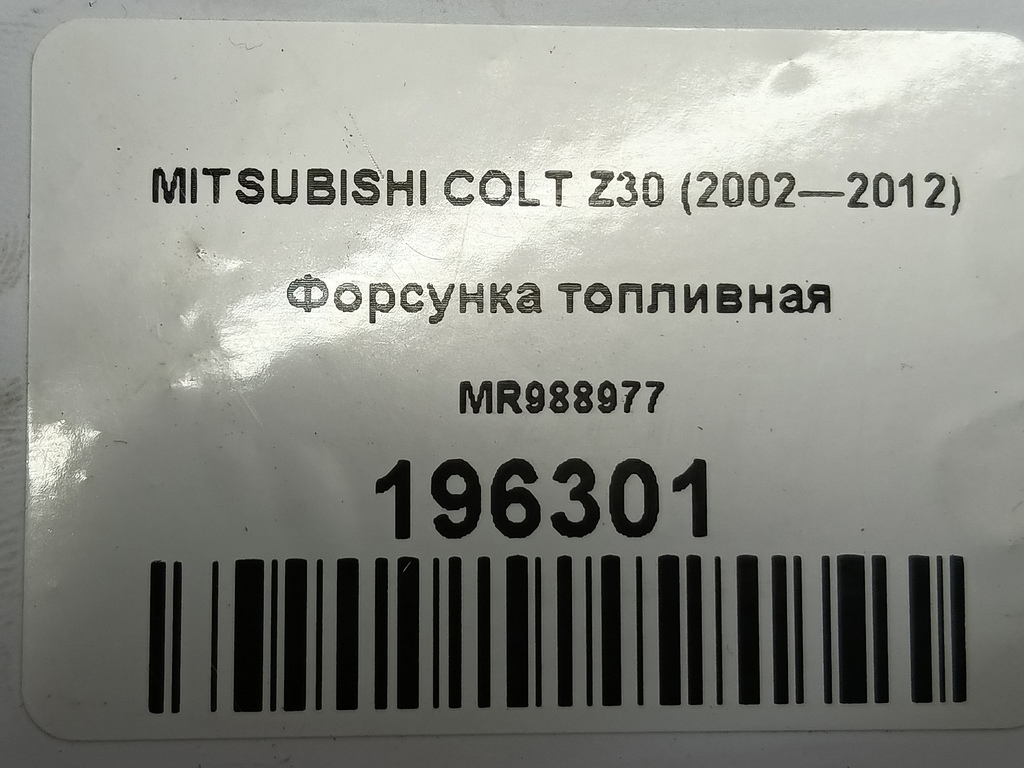 MITSUBISHI COLT Z30 (2002—2012)
Форсунка топливная
MR988977
196301